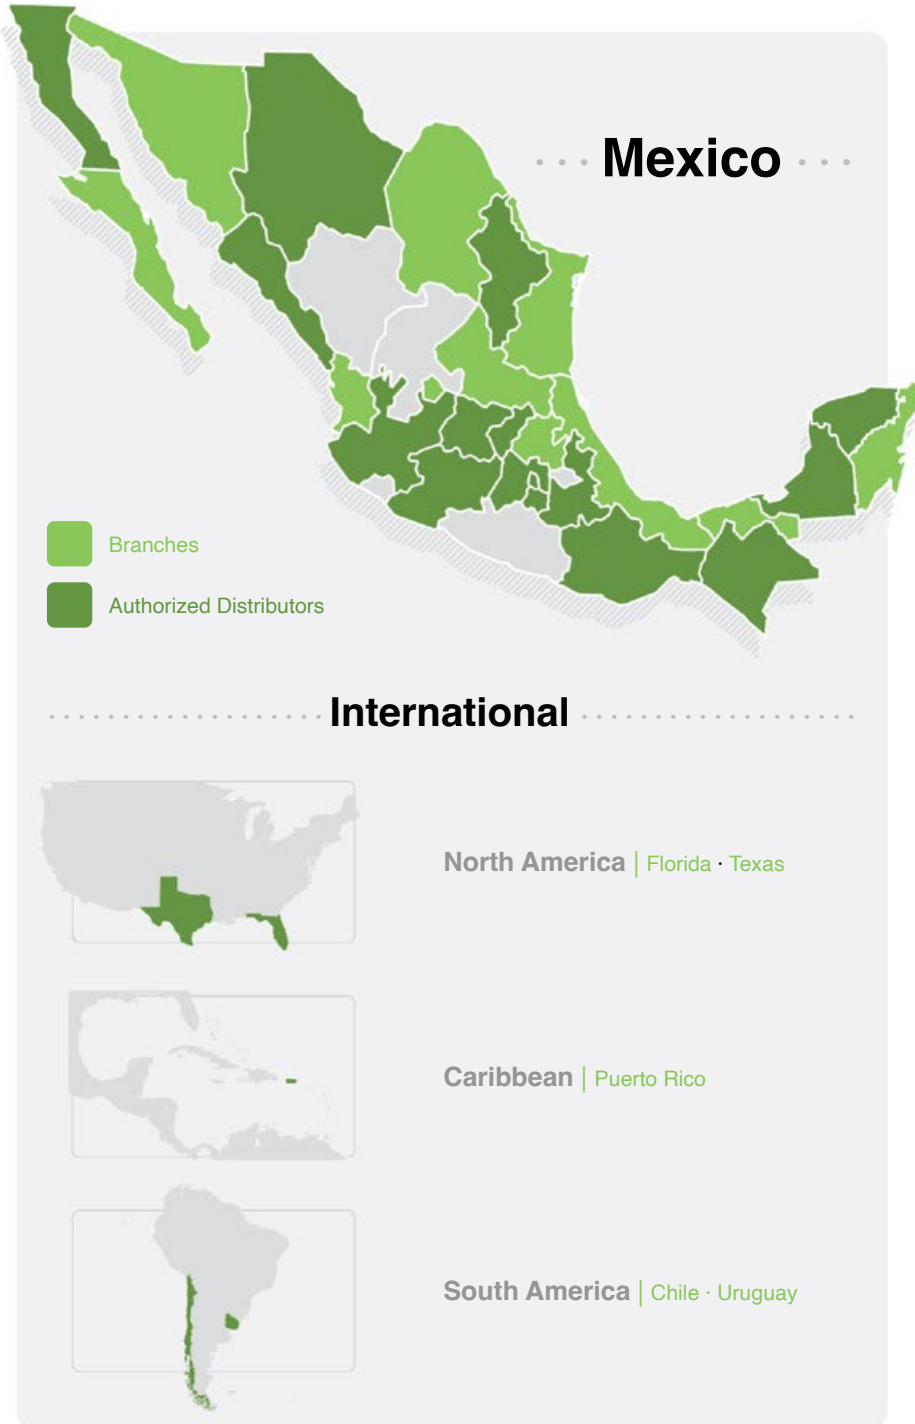 Mexico
Branches
Authorized Distributors
International
North America | Florida · Texas
Caribbean | Puerto Rico
South America | Chile · Uruguay